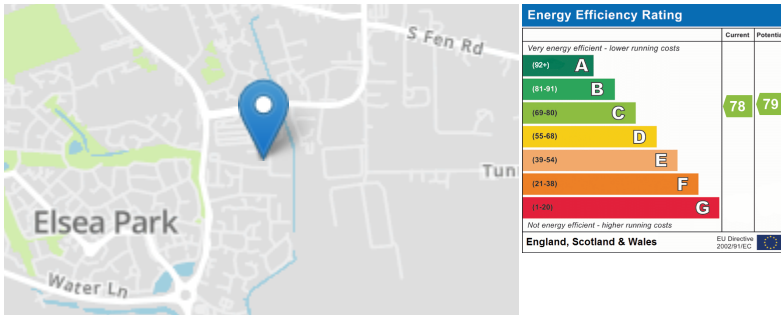 S Fen Rd
Tun
Elsea Park
Water Ln
Energy Efficiency Rating
Current Potentia
Very energy efficient - lower running costs
(92+) A
(81-91) B
(69-80) C
(55-68) D
(39-54) E
(21-38) F
(1-20) G
78 79
Not energy efficient - higher running costs
England, Scotland & Wales
EU Directive
2002/91/EC